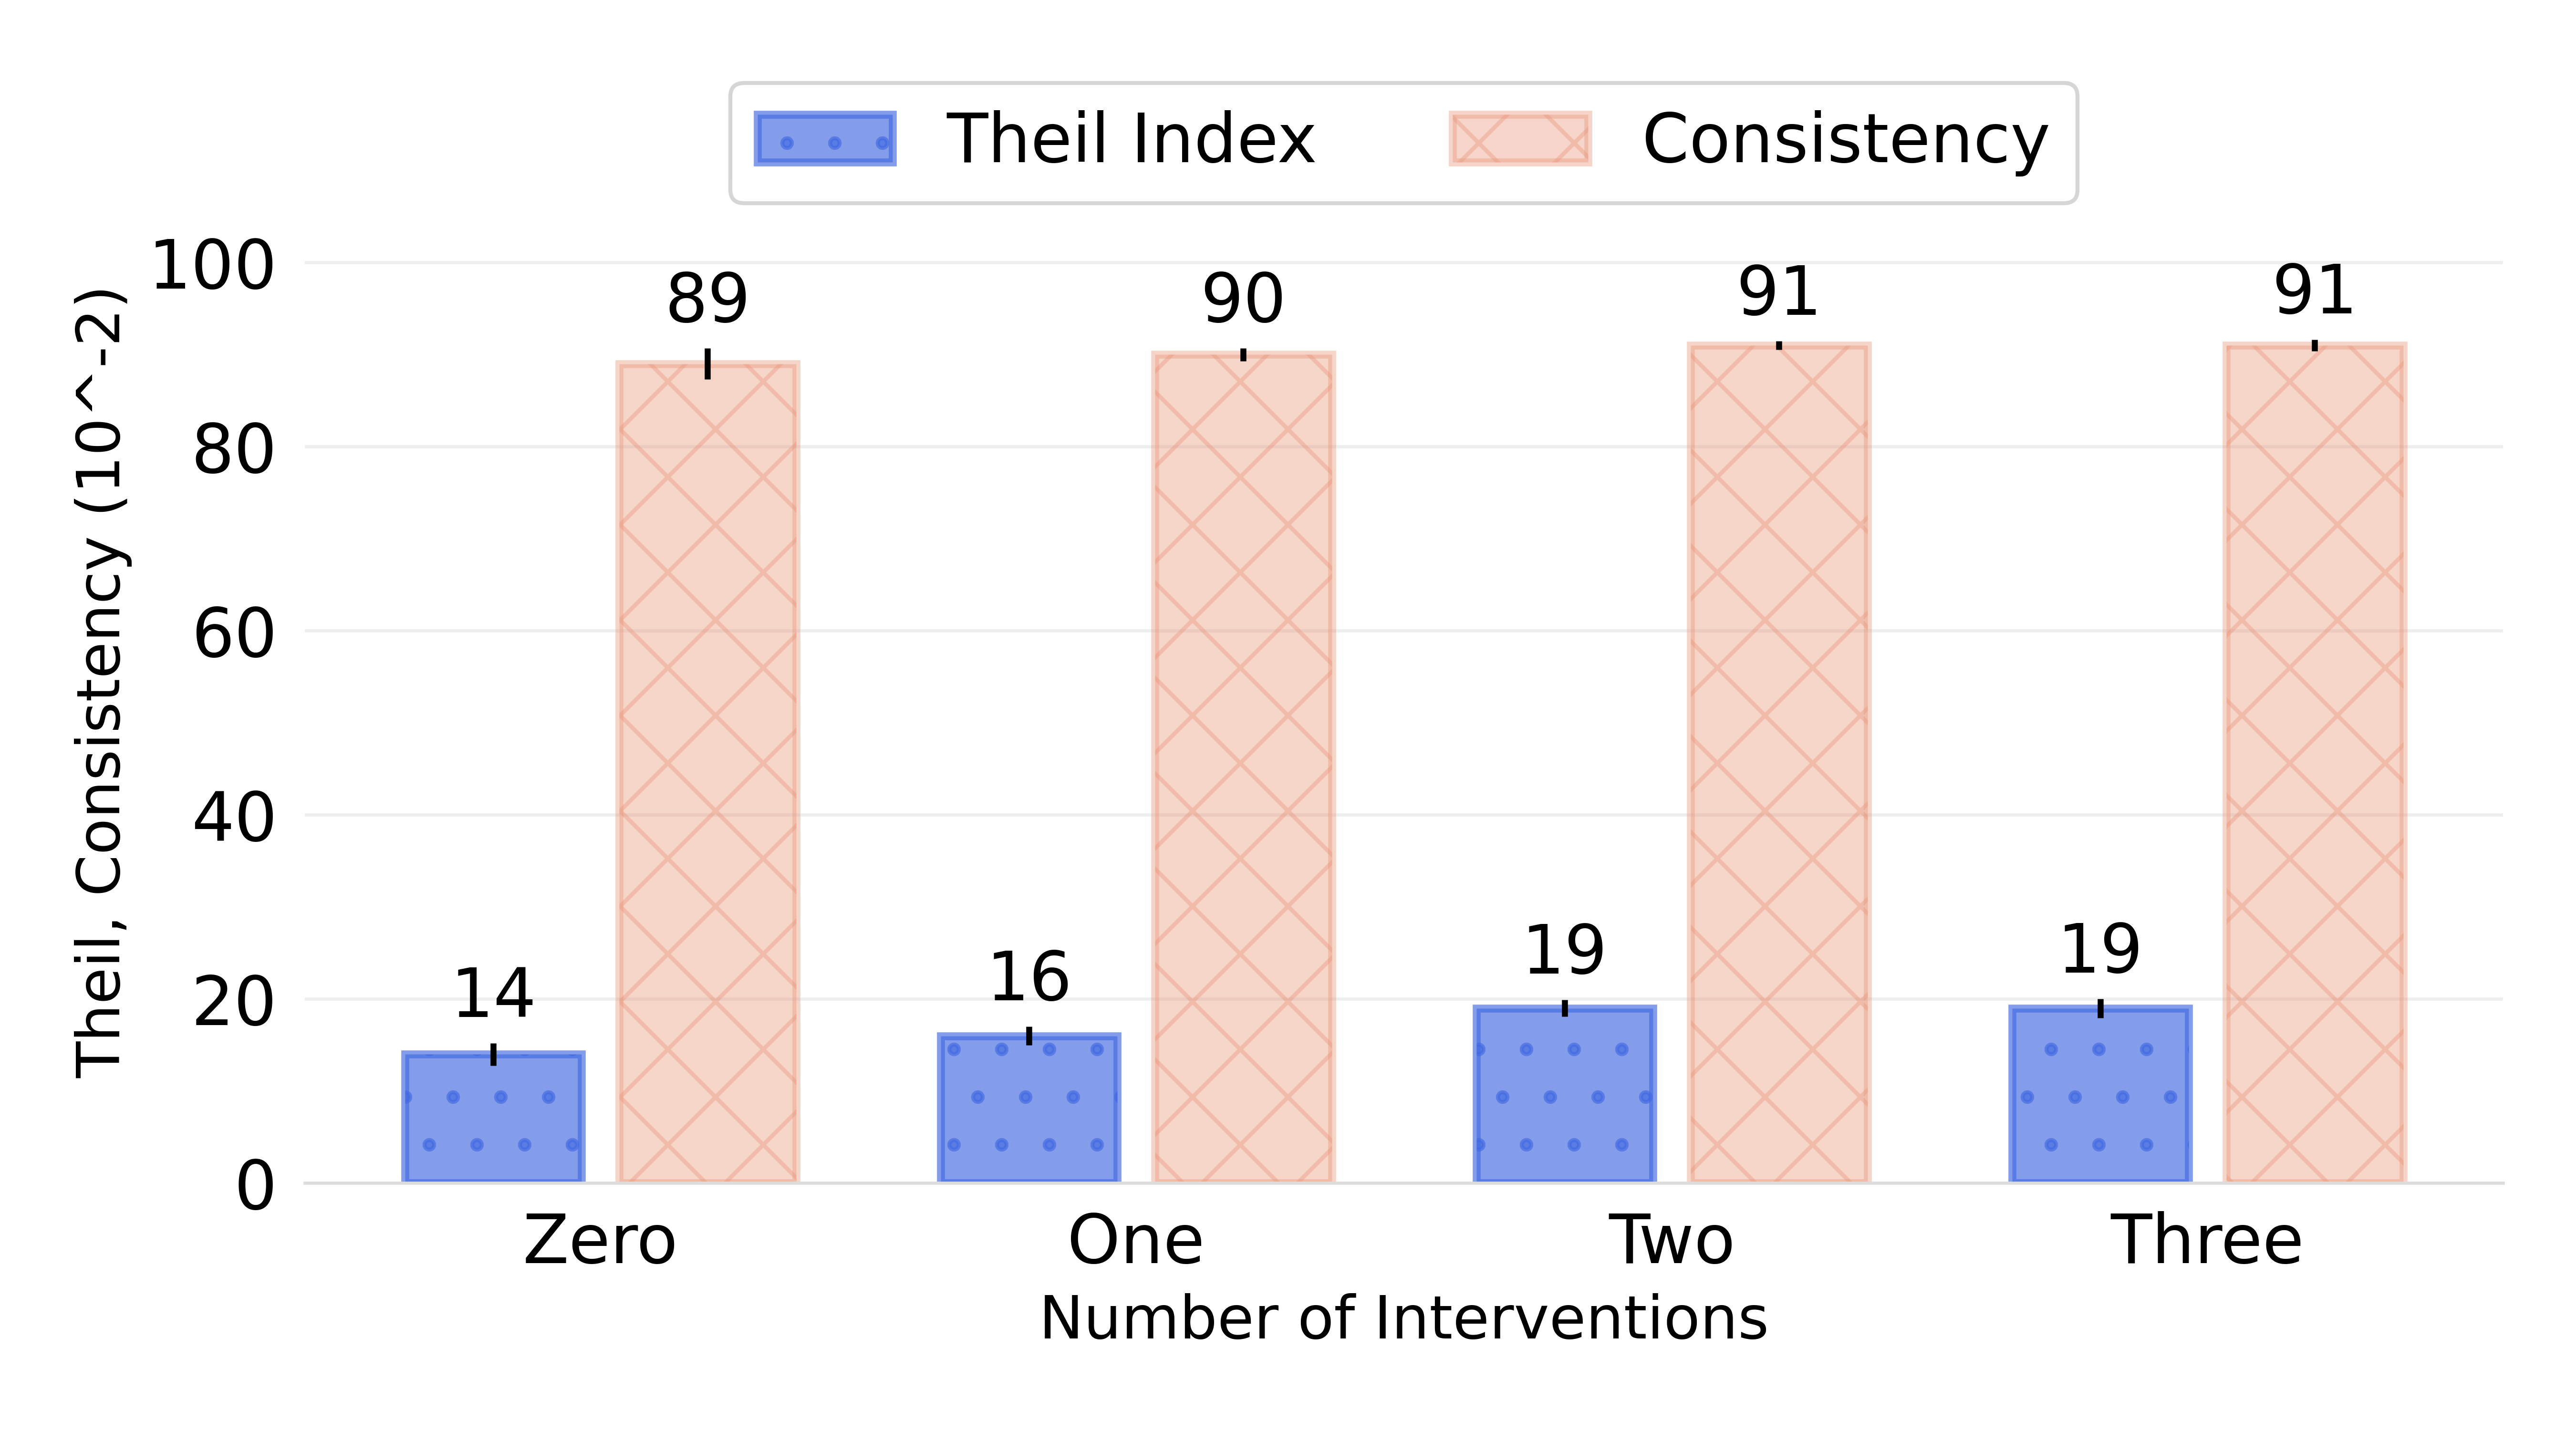 Theil Index Consistency
Theil, Consistency (10^-2)
100
80
60
40
20
0
14 89 16 90 19 91 19 91
Zero One Two Three
Number of Interventions